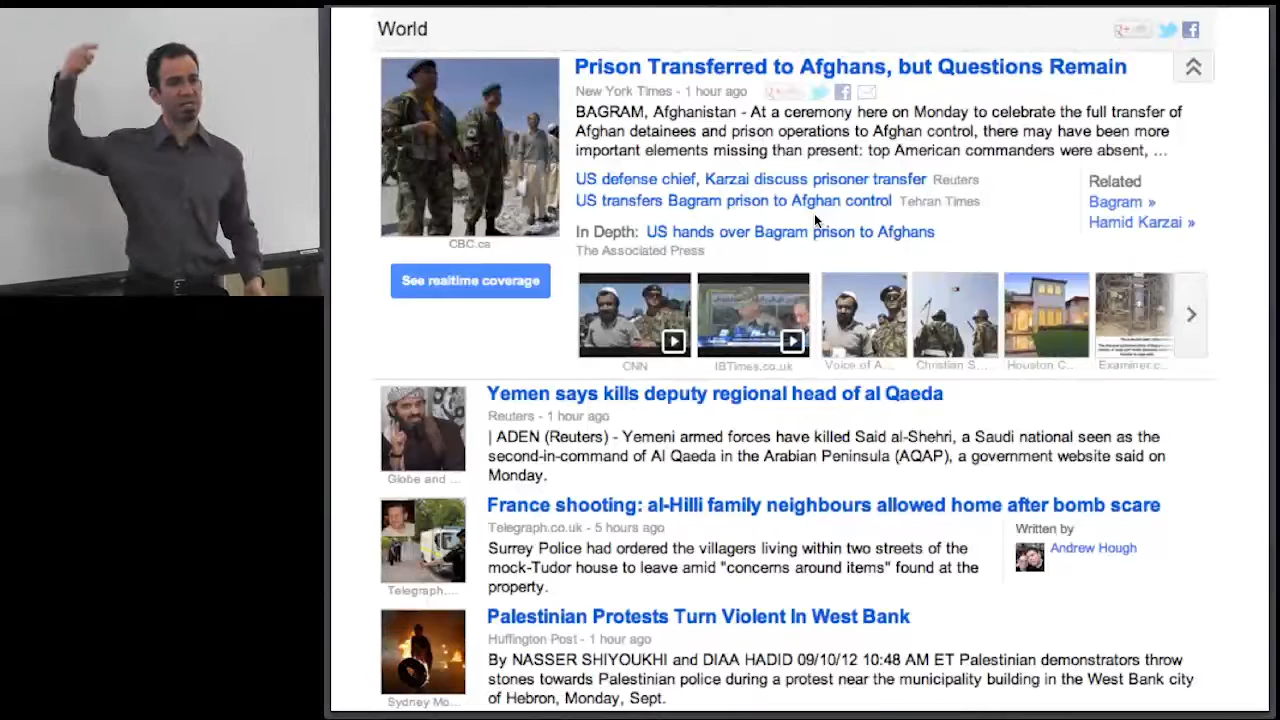 World
Prison Transferred to Afghans, but Questions Remain
New York Times - 1 hour ago
BAGRAM, Afghanistan - At a ceremony here on Monday to celebrate the full transfer of
Afghan detainees and prison operations to Afghan control, there may have been more
important elements missing than present: top American commanders were absent, ...
US defense chief, Karzai discuss prisoner transfer Reuters
US transfers Bagram prison to Afghan control Tehran Times
In Depth: US hands over Bagram prison to Afghans
The Associated Press
Related
Bagram »
Hamid Karzai »
CBC.ca
See realtime coverage
CNN
IBTimes.co.uk
Voice of A...
Christian S...
Houston C...
Examiner.c...
Yemen says kills deputy regional head of al Qaeda
Reuters - 1 hour ago
| ADEN (Reuters) - Yemeni armed forces have killed Said al-Shehri, a Saudi national seen as the
second-in-command of Al Qaeda in the Arabian Peninsula (AQAP), a government website said on
Monday.
Globe and ...
France shooting: al-Hilli family neighbours allowed home after bomb scare
Telegraph.co.uk - 5 hours ago
Surrey Police had ordered the villagers living within two streets of the
mock-Tudor house to leave amid "concerns around items" found at the
property.
Written by
Andrew Hough
Telegraph....
Palestinian Protests Turn Violent In West Bank
Huffington Post - 1 hour ago
By NASSER SHIYOUKHI and DIAA HADID 09/10/12 10:48 AM ET Palestinian demonstrators throw
stones towards Palestinian police during a protest near the municipality building in the West Bank city
of Hebron, Monday, Sept.
Sydney Mo...